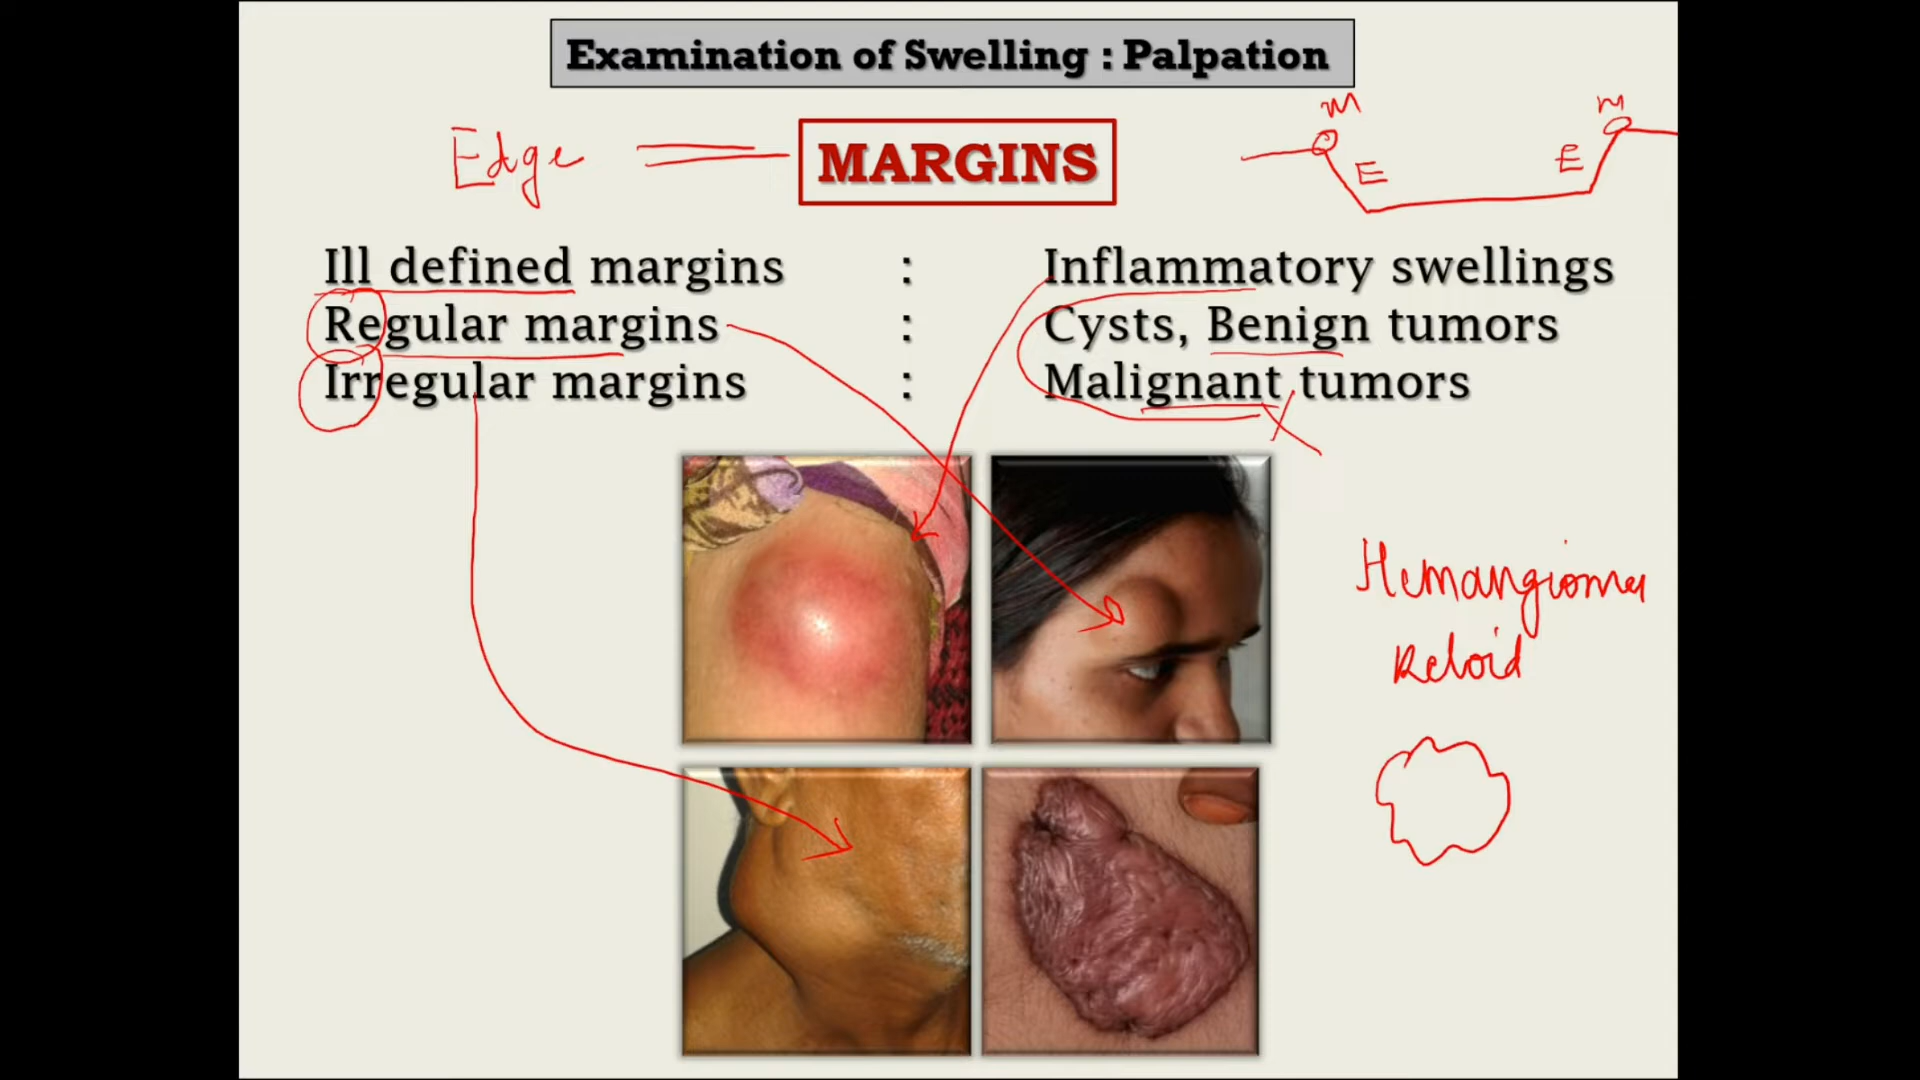 Examination of Swelling : Palpation
Edge
MARGINS
M
M
E
E
Ill defined margins : Inflammatory swellings
Regular margins : Cysts, Benign tumors
Irregular margins : Malignant tumors
Hemangioma
Keloid